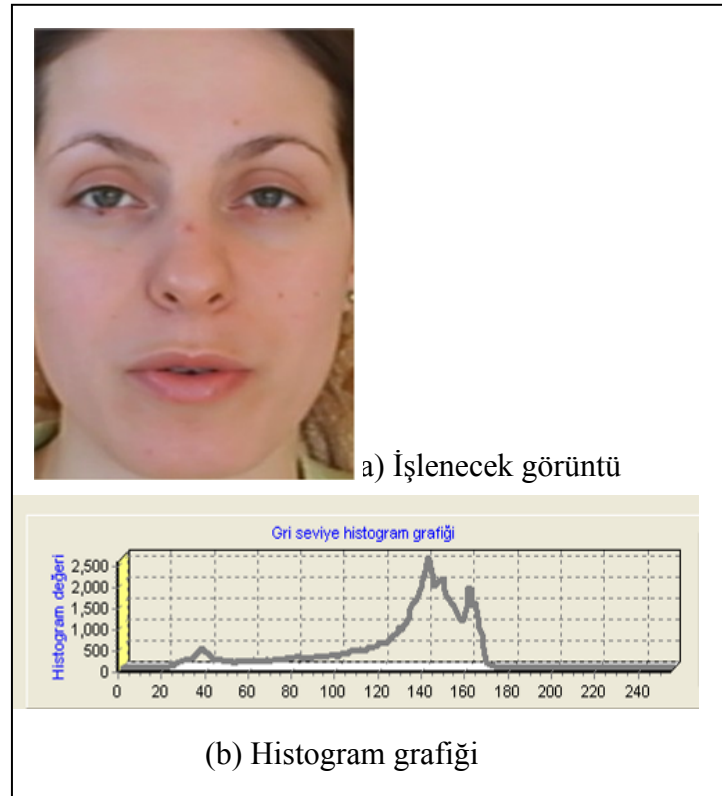 a) İşlenecek görüntü
Gri seviye histogram grafiği
Histogram değeri
2,500
2,000
1,500
1,000
500
0
0 20 40 60 80 100 120 140 160 180 200 220 240
(b) Histogram grafiği